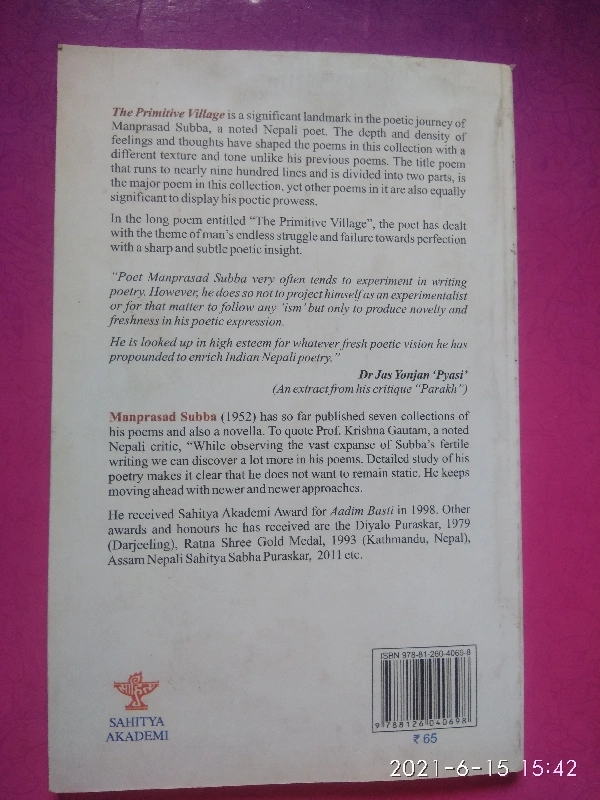 The Primitive Village is a significant landmark in the poetic journey of
Manprasad Subba, a noted Nepali poet. The depth and density of
feelings and thoughts have shaped the poems in this collection with a
different texture and tone unlike his previous poems. The title poem
that runs to nearly nine hundred lines and is divided into two parts, is
the major poem in this collection, yet other poems in it are also equally
significant to display his poetic prowess.
In the long poem entitled “The Primitive Village”, the poet has dealt
with the theme of man's endless struggle and failure towards perfection
with a sharp and subtle poetic insight.
“Poet Manprasad Subba very often tends to experiment in writing
poetry. However, he does so not to project himself as an experimentalist
or for that matter to follow any 'ism' but only to produce novelty and
freshness in his poetic expression.
He is looked up in high esteem for whatever fresh poetic vision he has
propounded to enrich Indian Nepali poetry.”
Dr Jas Yonjan 'Pyasi'
(An extract from his critique “Parakh”)
Manprasad Subba (1952) has so far published seven collections of
his poems and also a novella. To quote Prof. Krishna Gautam, a noted
Nepali critic, “While observing the vast expanse of Subba's fertile
writing we can discover a lot more in his poems. Detailed study of his
poetry makes it clear that he does not want to remain static. He keeps
moving ahead with newer and newer approaches.
He received Sahitya Akademi Award for Aadim Basti in 1998. Other
awards and honours he has received are the Diyalo Puraskar, 1979
(Darjeeling), Ratna Shree Gold Medal, 1993 (Kathmandu, Nepal),
Assam Nepali Sahitya Sabha Puraskar, 2011 etc.
ISBN 978-81-260-4069-8
9 788126 040698
₹ 65
SAHITYA
AKADEMI
2021-6-15 15:42